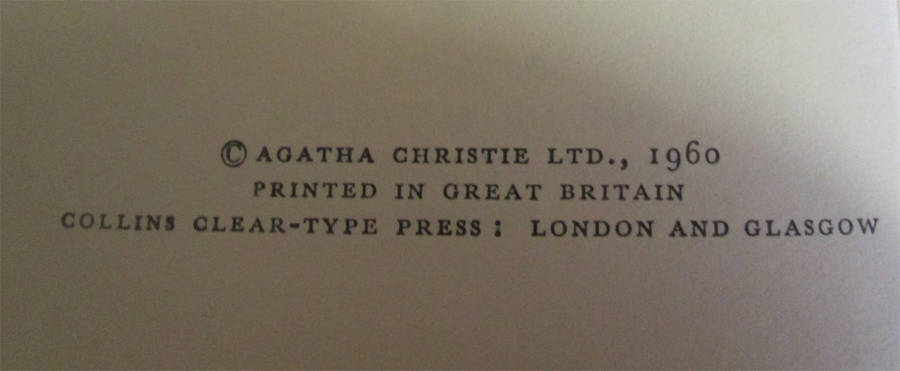 © AGATHA CHRISTIE LTD., 1960
PRINTED IN GREAT BRITAIN
COLLINS CLEAR-TYPE PRESS: LONDON AND GLASGOW